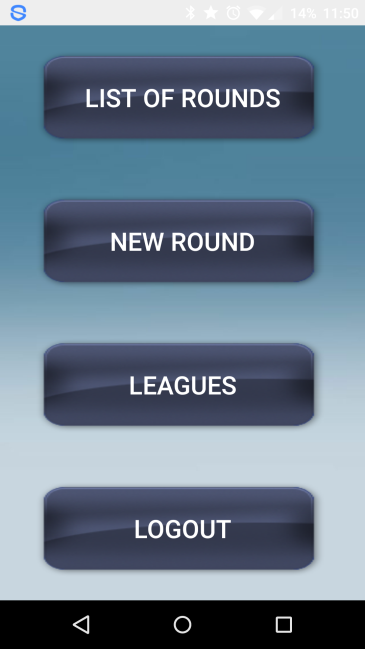 14% 11:50
LIST OF ROUNDS
NEW ROUND
LEAGUES
LOGOUT